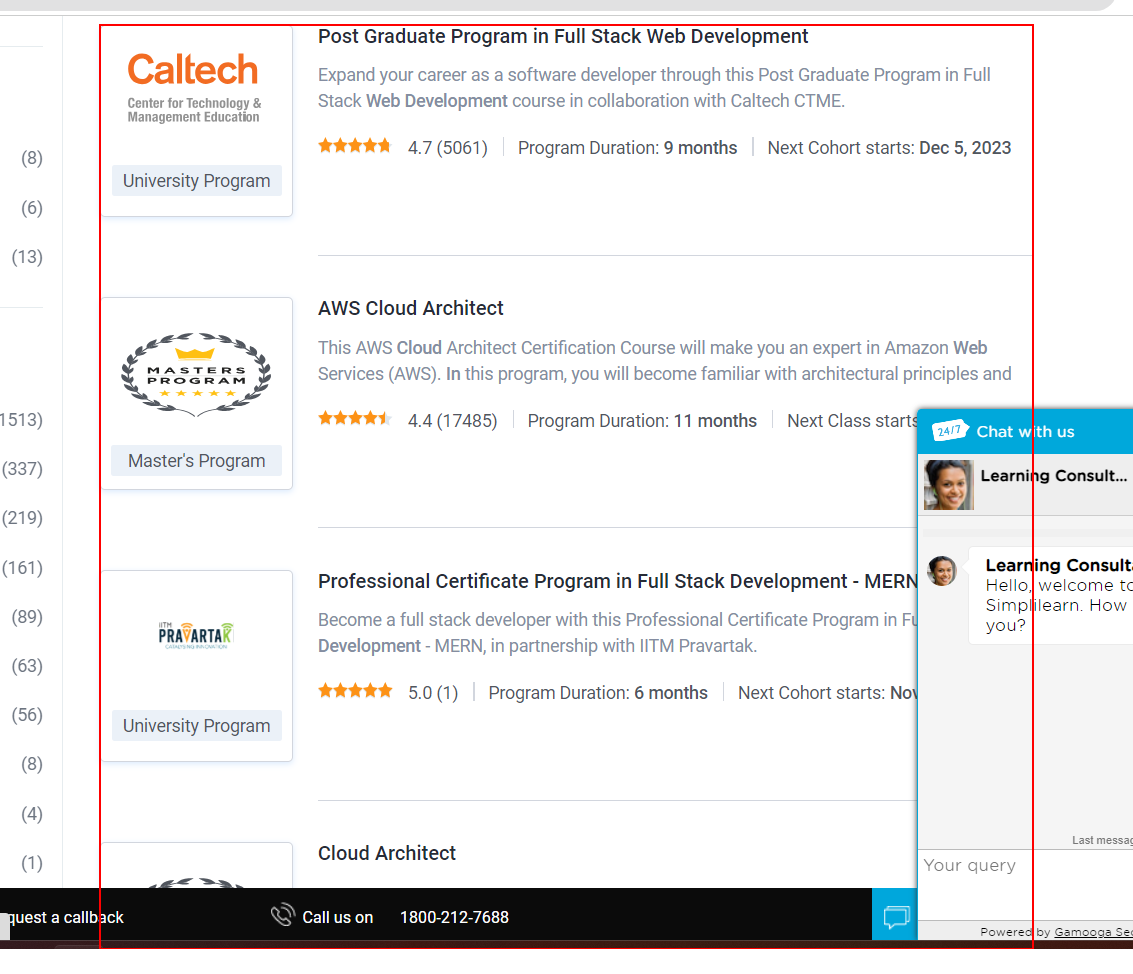 (8)
(6)
(13)
1513)
(337)
(219)
(161)
(89)
(63)
(56)
(8)
(4)
(1)
Caltech
Center for Technology &
Management Education
University Program
Post Graduate Program in Full Stack Web Development
Expand your career as a software developer through this Post Graduate Program in Full
Stack Web Development course in collaboration with Caltech CTME.
4.7 (5061) Program Duration: 9 months Next Cohort starts: Dec 5, 2023
MASTERS
PROGRAM
Master's Program
AWS Cloud Architect
This AWS Cloud Architect Certification Course will make you an expert in Amazon Web
Services (AWS). In this program, you will become familiar with architectural principles and
4.4 (17485) Program Duration: 11 months Next Class starts
IITM
PRAVARTAK
CATALYSING INNOVATION
University Program
Professional Certificate Program in Full Stack Development - MERN
Become a full stack developer with this Professional Certificate Program in Fu
Development - MERN, in partnership with IITM Pravartak.
5.0 (1) Program Duration: 6 months Next Cohort starts: Nov
Cloud Architect
24/7 Chat with us
Learning Consult...
Learning Consulta
Hello, welcome to
Simplilearn. How
you?
Last messag
Your query
Powered by Gamooga Sec
quest a callback Call us on 1800-212-7688